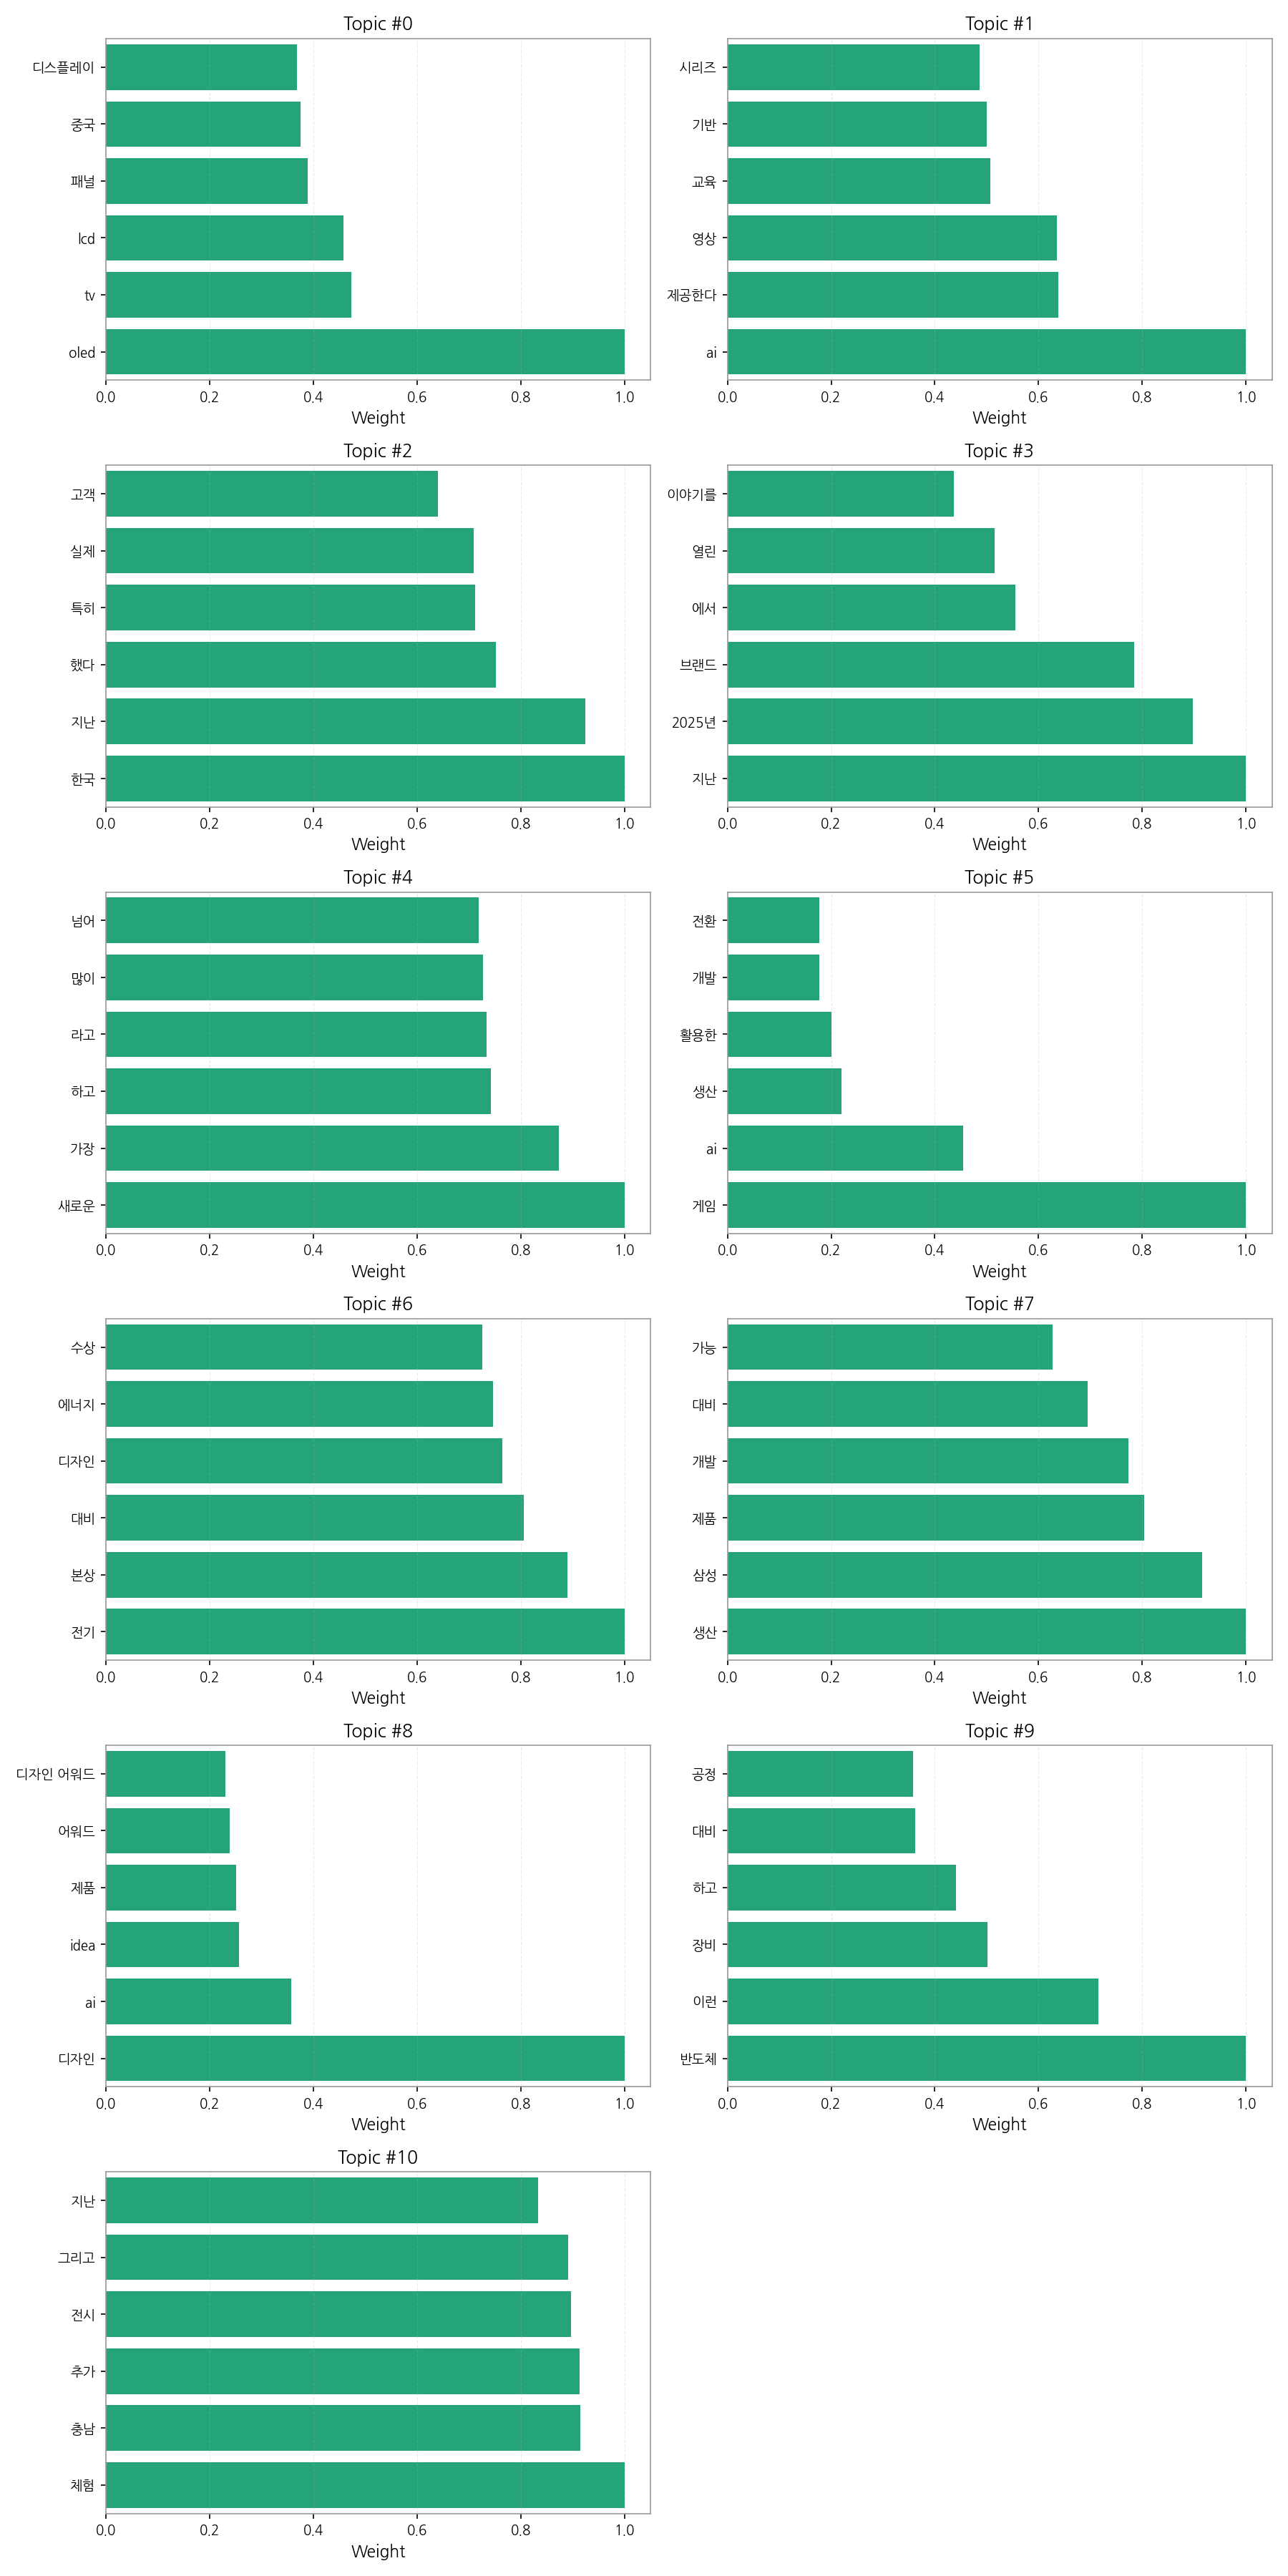 Topic #0
디스플레이
중국
패널
lcd
tv
oled
0.0 0.2 0.4 0.6 0.8 1.0
Weight
Topic #1
시리즈
기반
교육
영상
제공한다
ai
0.0 0.2 0.4 0.6 0.8 1.0
Weight
Topic #2
고객
실제
특히
했다
지난
한국
0.0 0.2 0.4 0.6 0.8 1.0
Weight
Topic #3
이야기를
열린
에서
브랜드
2025년
지난
0.0 0.2 0.4 0.6 0.8 1.0
Weight
Topic #4
넘어
많이
라고
하고
가장
새로운
0.0 0.2 0.4 0.6 0.8 1.0
Weight
Topic #5
전환
개발
활용한
생산
ai
게임
0.0 0.2 0.4 0.6 0.8 1.0
Weight
Topic #6
수상
에너지
디자인
대비
본상
전기
0.0 0.2 0.4 0.6 0.8 1.0
Weight
Topic #7
가능
대비
개발
제품
삼성
생산
0.0 0.2 0.4 0.6 0.8 1.0
Weight
Topic #8
디자인 어워드
어워드
제품
idea
ai
디자인
0.0 0.2 0.4 0.6 0.8 1.0
Weight
Topic #9
공정
대비
하고
장비
이런
반도체
0.0 0.2 0.4 0.6 0.8 1.0
Weight
Topic #10
지난
그리고
전시
추가
충남
체험
0.0 0.2 0.4 0.6 0.8 1.0
Weight